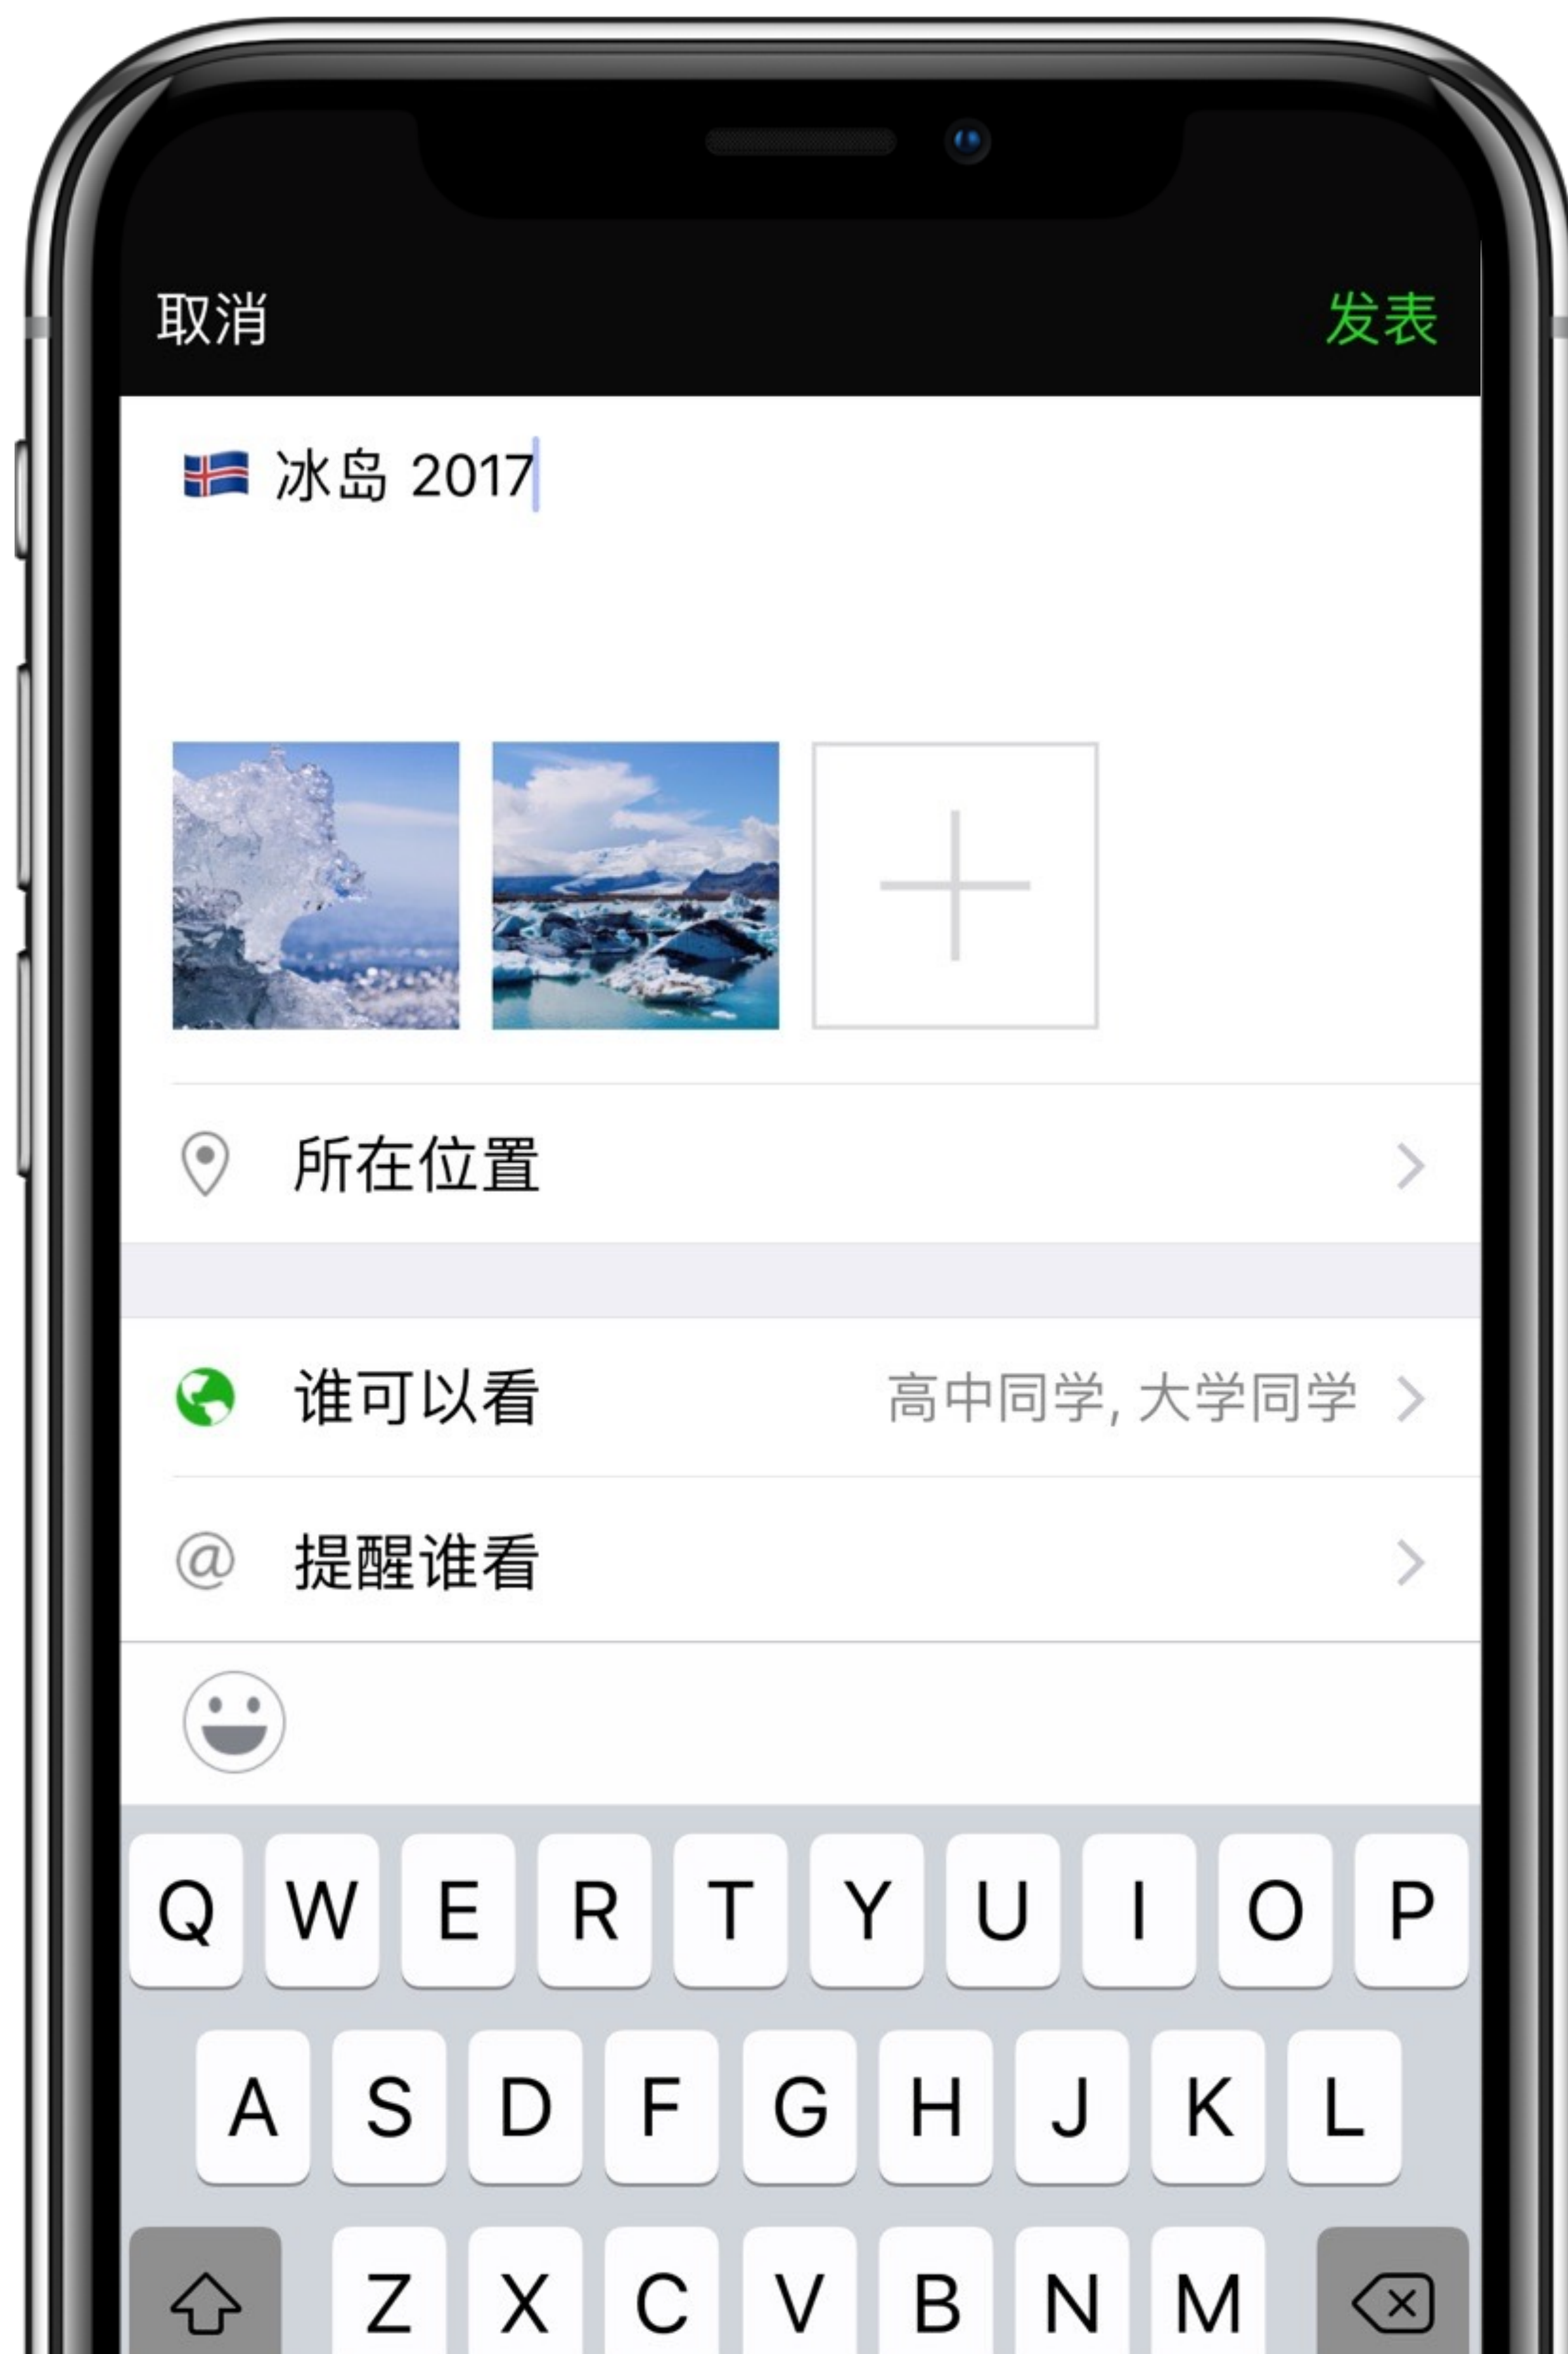 取消 发表
🇮🇸 冰岛 2017
所在位置
谁可以看 高中同学, 大学同学
@ 提醒谁看
Q W E R T Y U I O P
A S D F G H J K L
Z X C V B N M